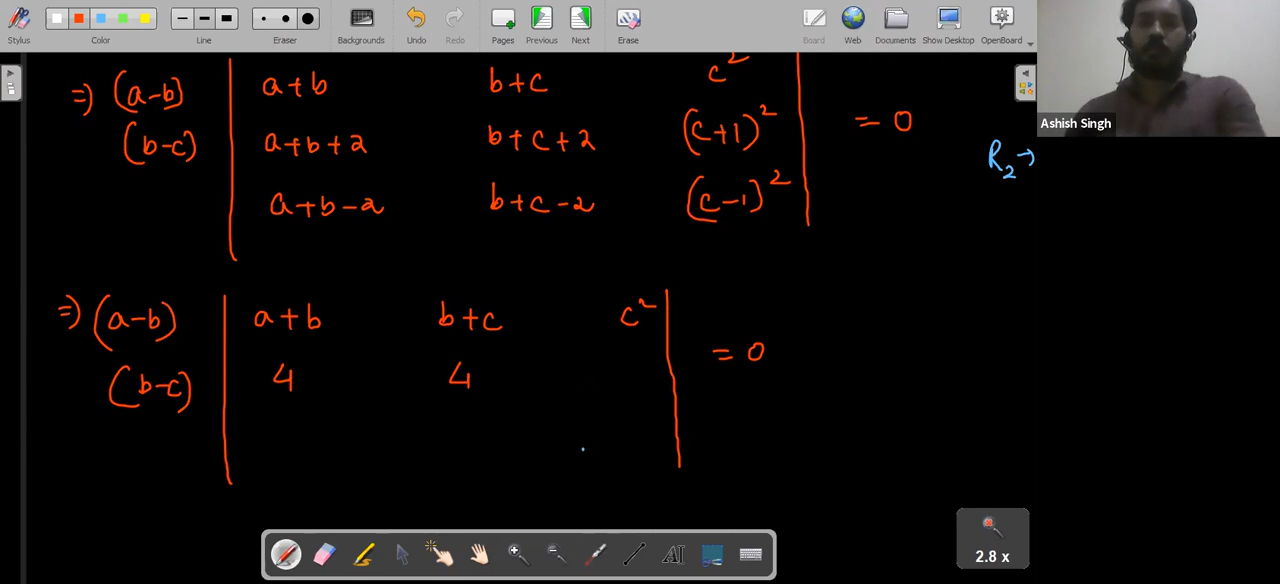 Stylus Color Line Eraser Backgrounds Undo Redo Pages Previous Next Erase Board Web Documents Show Desktop OpenBoard
Ashish Singh
⇒ (a-b) | a+b b+c c² |
(b-c) | a+b+2 b+c+2 (c+1)² | = 0
| a+b-2 b+c-2 (c-1)² |
R₂ →
⇒ (a-b) | a+b b+c c² | = 0
(b-c) | 4 4 |
2.8 x